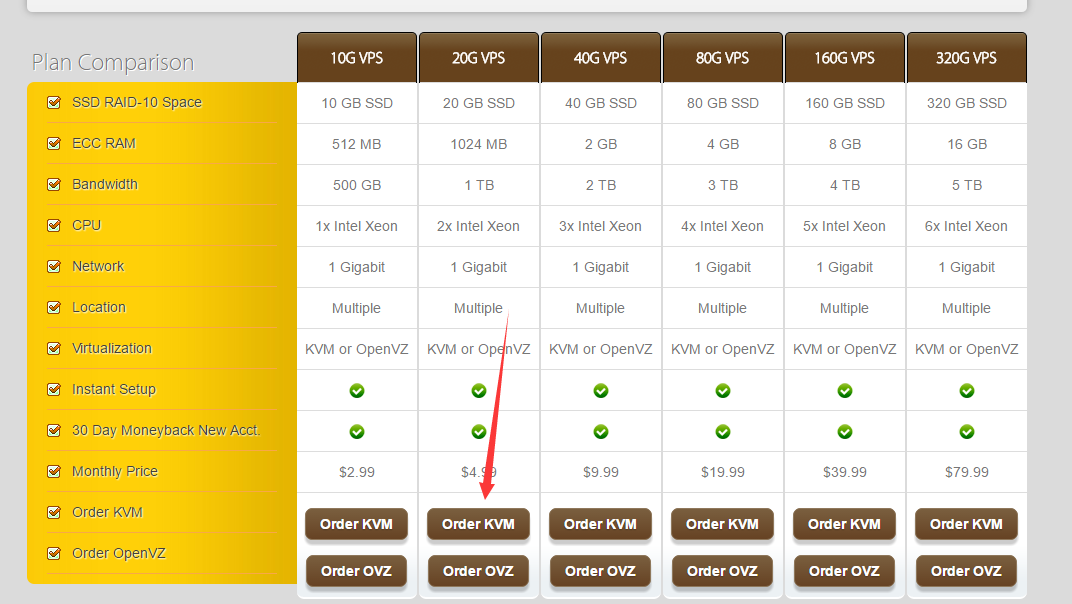 Plan Comparison 10G VPS 20G VPS 40G VPS 80G VPS 160G VPS 320G VPS
SSD RAID-10 Space 10 GB SSD 20 GB SSD 40 GB SSD 80 GB SSD 160 GB SSD 320 GB SSD
ECC RAM 512 MB 1024 MB 2 GB 4 GB 8 GB 16 GB
Bandwidth 500 GB 1 TB 2 TB 3 TB 4 TB 5 TB
CPU 1x Intel Xeon 2x Intel Xeon 3x Intel Xeon 4x Intel Xeon 5x Intel Xeon 6x Intel Xeon
Network 1 Gigabit 1 Gigabit 1 Gigabit 1 Gigabit 1 Gigabit 1 Gigabit
Location Multiple Multiple Multiple Multiple Multiple Multiple
Virtualization KVM or OpenVZ KVM or OpenVZ KVM or OpenVZ KVM or OpenVZ KVM or OpenVZ KVM or OpenVZ
Instant Setup
30 Day Moneyback New Acct.
Monthly Price $2.99 $4.99 $9.99 $19.99 $39.99 $79.99
Order KVM Order KVM Order KVM Order KVM Order KVM Order KVM Order KVM
Order OpenVZ Order OVZ Order OVZ Order OVZ Order OVZ Order OVZ Order OVZ